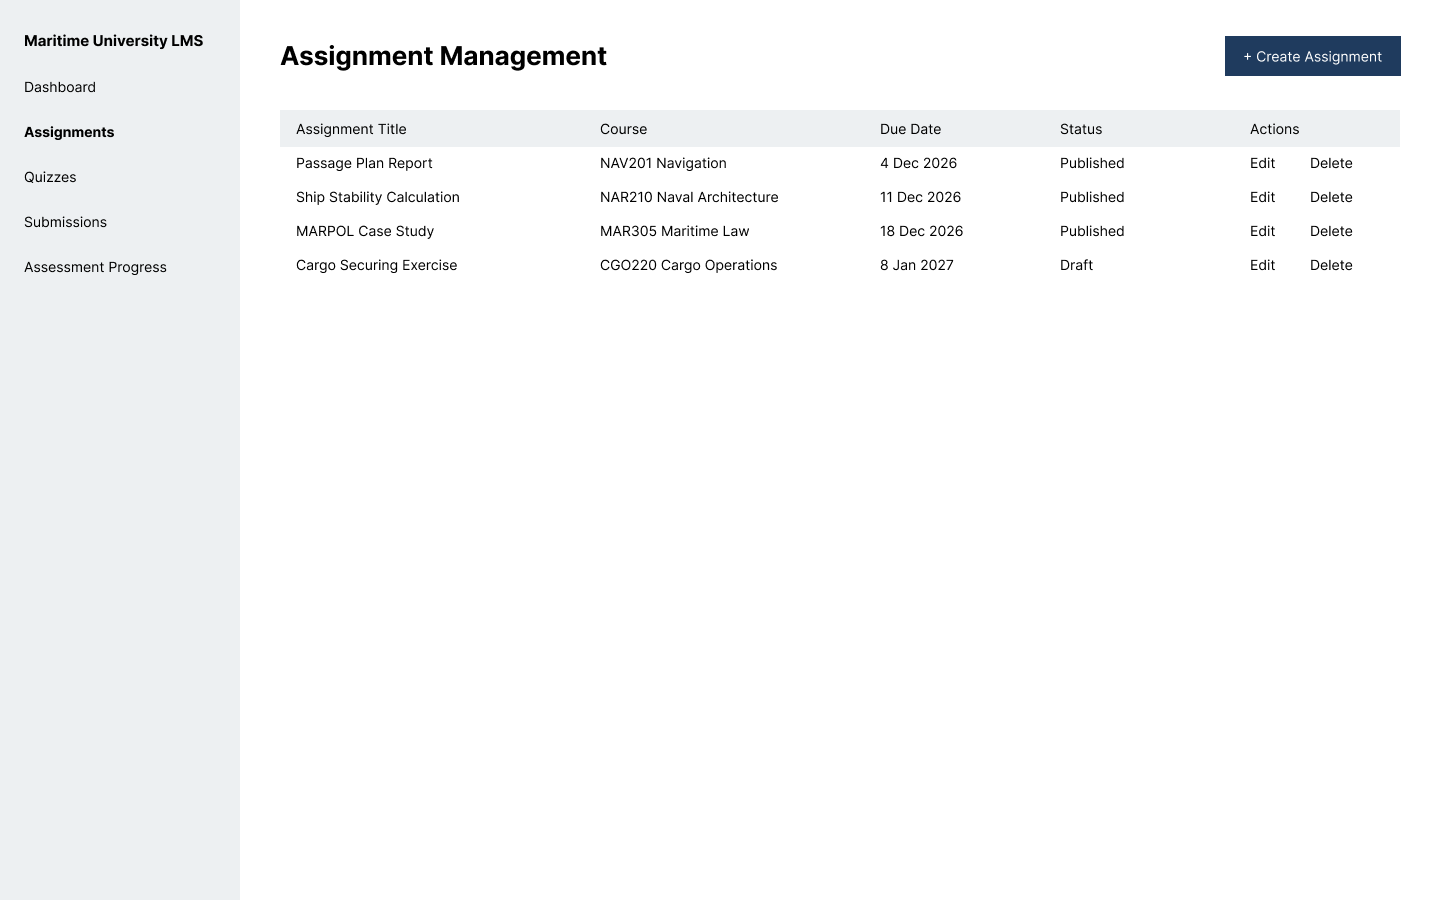 Maritime University LMS
Dashboard
Assignments
Quizzes
Submissions
Assessment Progress
Assignment Management
+ Create Assignment
Assignment Title Course Due Date Status Actions
Passage Plan Report NAV201 Navigation 4 Dec 2026 Published Edit Delete
Ship Stability Calculation NAR210 Naval Architecture 11 Dec 2026 Published Edit Delete
MARPOL Case Study MAR305 Maritime Law 18 Dec 2026 Published Edit Delete
Cargo Securing Exercise CGO220 Cargo Operations 8 Jan 2027 Draft Edit Delete